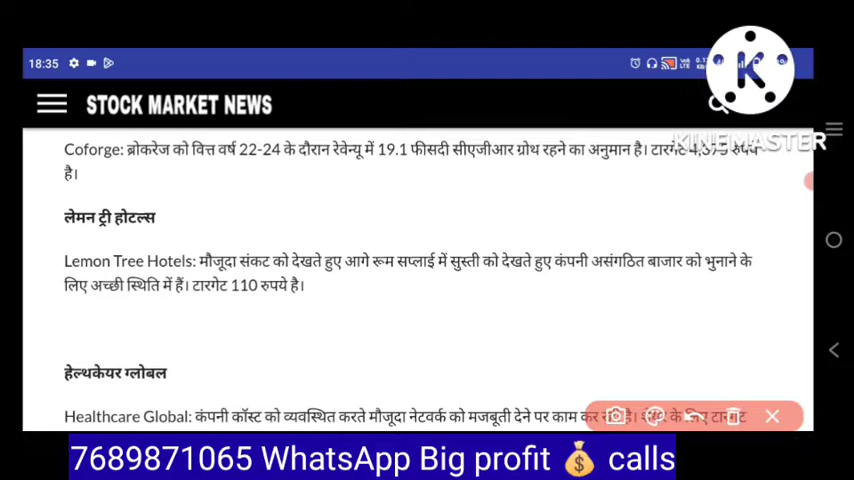 18:35
STOCK MARKET NEWS
KINEMASTER
Coforge: ब्रोकरेज को वित्त वर्ष 22-24 के दौरान रेवेन्यू में 19.1 फीसदी सीएजीआर ग्रोथ रहने का अनुमान है। टारगेट रुपये
है।
लेमन ट्री होटल्स
Lemon Tree Hotels: मौजूदा संकट को देखते हुए आगे रूम सप्लाई में सुस्ती को देखते हुए कंपनी असंगठित बाजार को भुनाने के
लिए अच्छी स्थिति में हैं। टारगेट 110 रुपये है।
हेल्थकेयर ग्लोबल
Healthcare Global: कंपनी कॉस्ट को व्यवस्थित करते मौजूदा नेटवर्क को मजबूती देने पर काम कर है। के लिए टारगेट
7689871065 WhatsApp Big profit 💰 calls